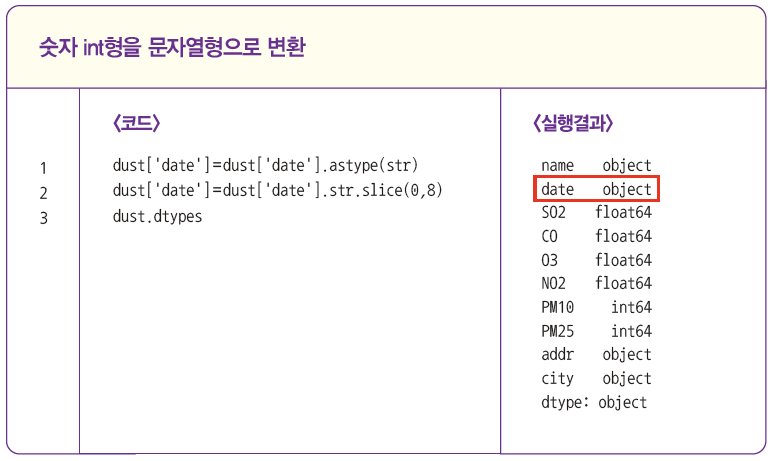 숫자 int형을 문자열형으로 변환
<코드>
1 dust['date']=dust['date'].astype(str)
2 dust['date']=dust['date'].str.slice(0,8)
3 dust.dtypes
<실행결과>
name object
date object
SO2 float64
CO float64
O3 float64
NO2 float64
PM10 int64
PM25 int64
addr object
city object
dtype: object